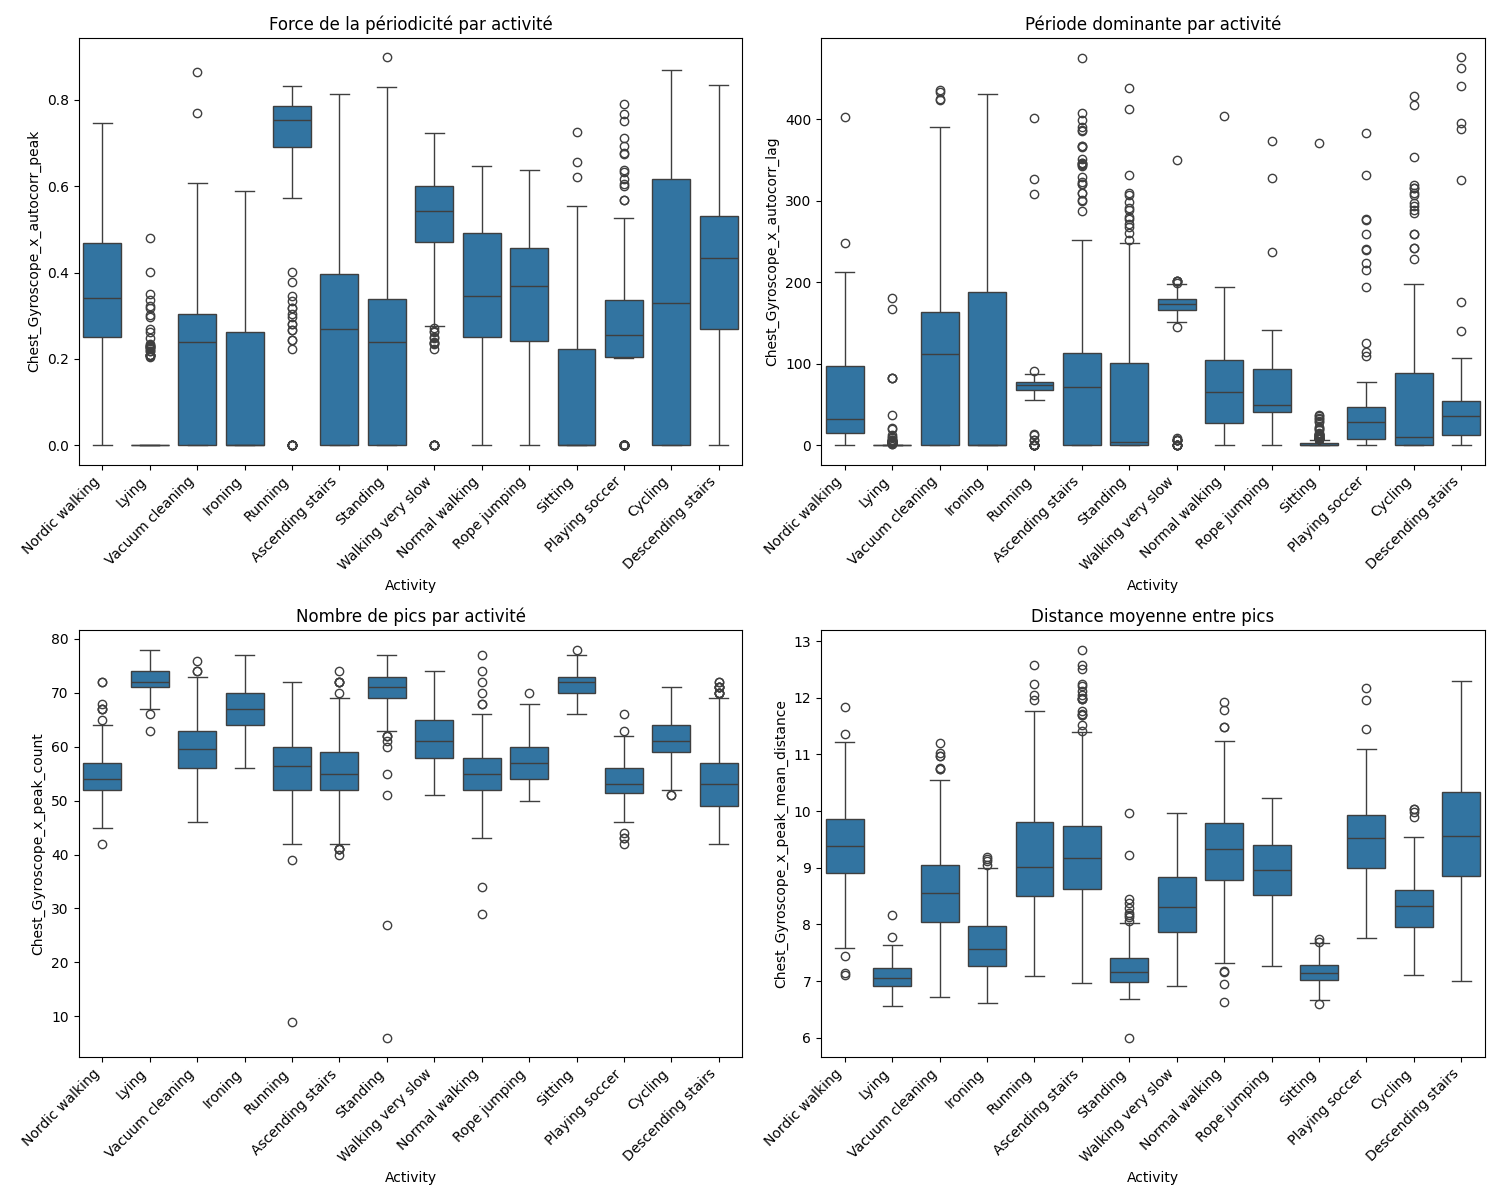 Force de la périodicité par activité
Chest_Gyroscope_x_autocorr_peak
0.8
0.6
0.4
0.2
0.0
Nordic walking
Lying
Vacuum cleaning
Ironing
Running
Ascending stairs
Standing
Walking very slow
Normal walking
Rope jumping
Sitting
Playing soccer
Cycling
Descending stairs
Activity
Période dominante par activité
Chest_Gyroscope_x_autocorr_lag
400
300
200
100
0
Nordic walking
Lying
Vacuum cleaning
Ironing
Running
Ascending stairs
Standing
Walking very slow
Normal walking
Rope jumping
Sitting
Playing soccer
Cycling
Descending stairs
Activity
Nombre de pics par activité
Chest_Gyroscope_x_peak_count
80
70
60
50
40
30
20
10
Nordic walking
Lying
Vacuum cleaning
Ironing
Running
Ascending stairs
Standing
Walking very slow
Normal walking
Rope jumping
Sitting
Playing soccer
Cycling
Descending stairs
Activity
Distance moyenne entre pics
Chest_Gyroscope_x_peak_mean_distance
13
12
11
10
9
8
7
6
Nordic walking
Lying
Vacuum cleaning
Ironing
Running
Ascending stairs
Standing
Walking very slow
Normal walking
Rope jumping
Sitting
Playing soccer
Cycling
Descending stairs
Activity